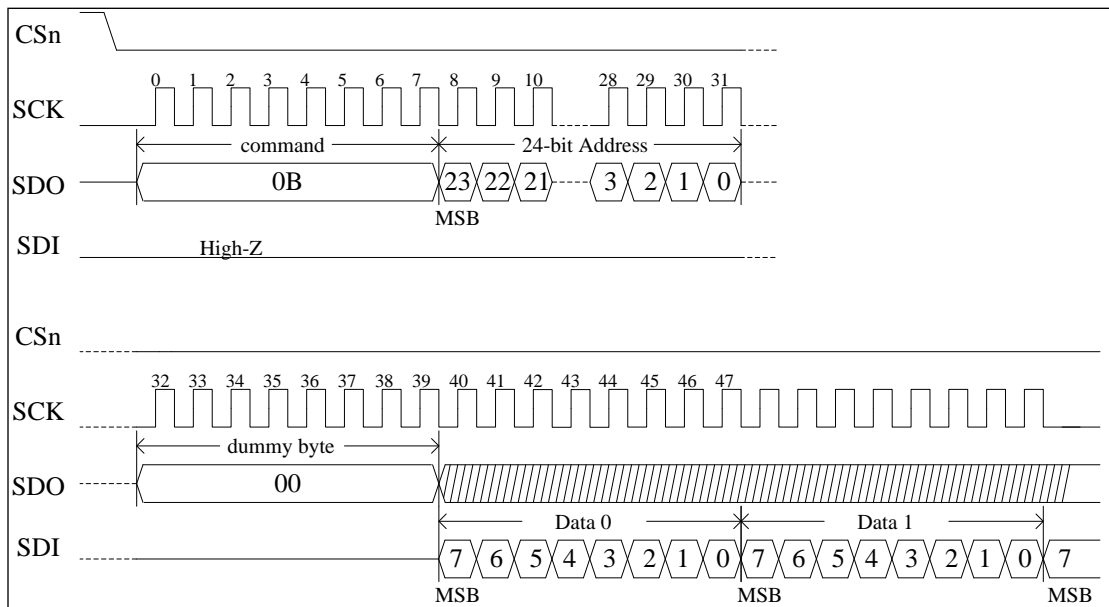 CSn
0 1 2 3 4 5 6 7 8 9 10 28 29 30 31
SCK
command 24-bit Address
SDO 0B 23 22 21 3 2 1 0
MSB
SDI High-Z
CSn
32 33 34 35 36 37 38 39 40 41 42 43 44 45 46 47
SCK
dummy byte
SDO 00
Data 0 Data 1
SDI 7 6 5 4 3 2 1 0 7 6 5 4 3 2 1 0 7
MSB MSB MSB